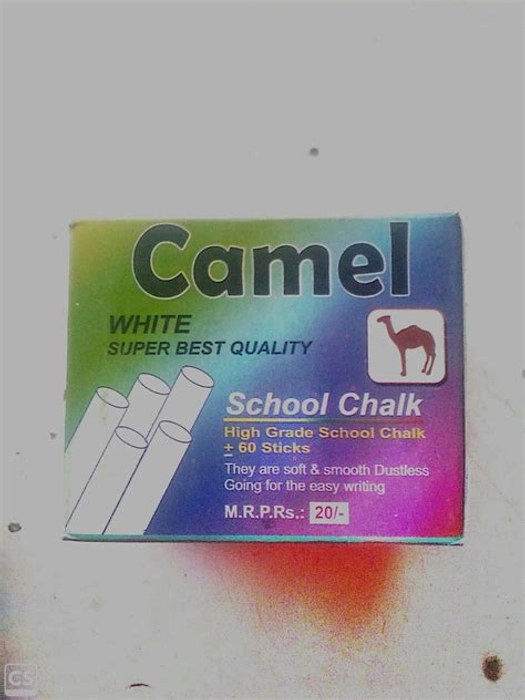 Camel
WHITE
SUPER BEST QUALITY
School Chalk
High Grade School Chalk
± 60 Sticks
They are soft & smooth Dustless
Going for the easy writing
M.R.P.Rs.: 20/-
CS